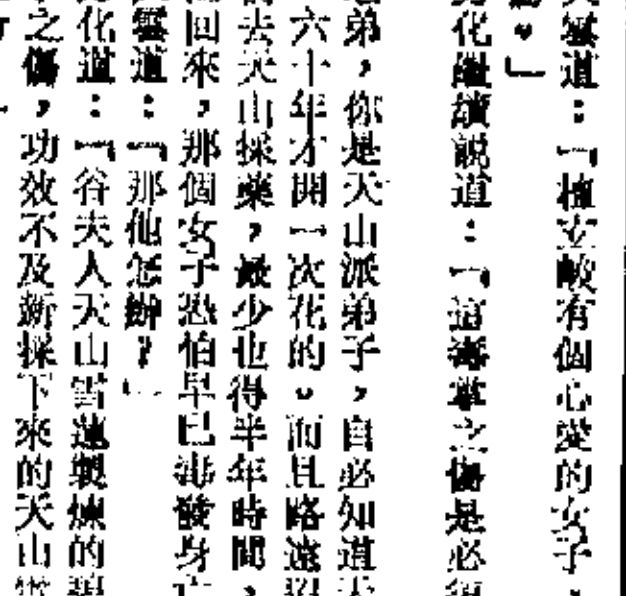 雲道：「檀玄峻有個心愛的女子，
。」
化繼續說道：「這毒草之傷是必須
弟，你是天山派弟子，自必知道天
六十年才開一次花的。而且路遠迢
去天山採藥，最少也得半年時間，
回來，那個女子恐怕早已毒發身亡
雲道：「那他怎辦？」
化道：「谷夫人天山雪蓮製煉的碧
之傷，功效不及新採下來的天山雪